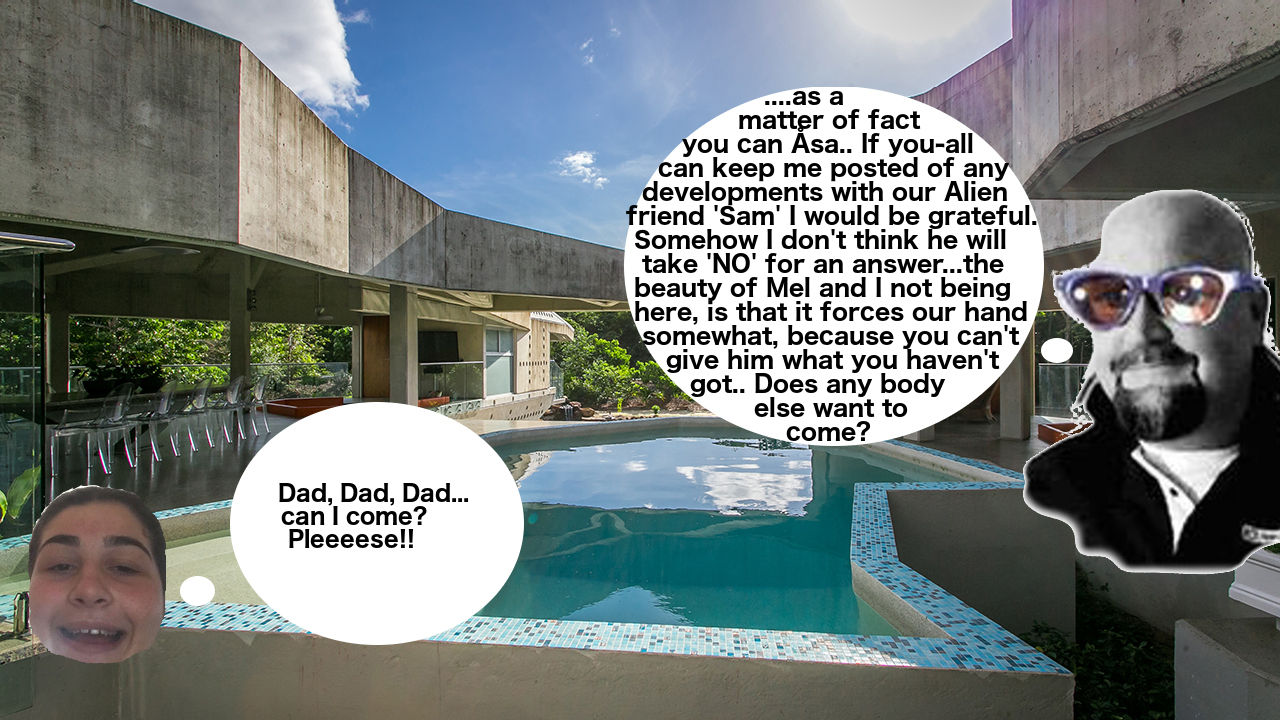 Dad, Dad, Dad...
can I come?
Pleeeese!!
....as a
matter of fact
you can Åsa.. If you-all
can keep me posted of any
developments with our Alien
friend 'Sam' I would be grateful.
Somehow I don't think he will
take 'NO' for an answer...the
beauty of Mel and I not being
here, is that it forces our hand
somewhat, because you can't
give him what you haven't
got.. Does any body
else want to
come?